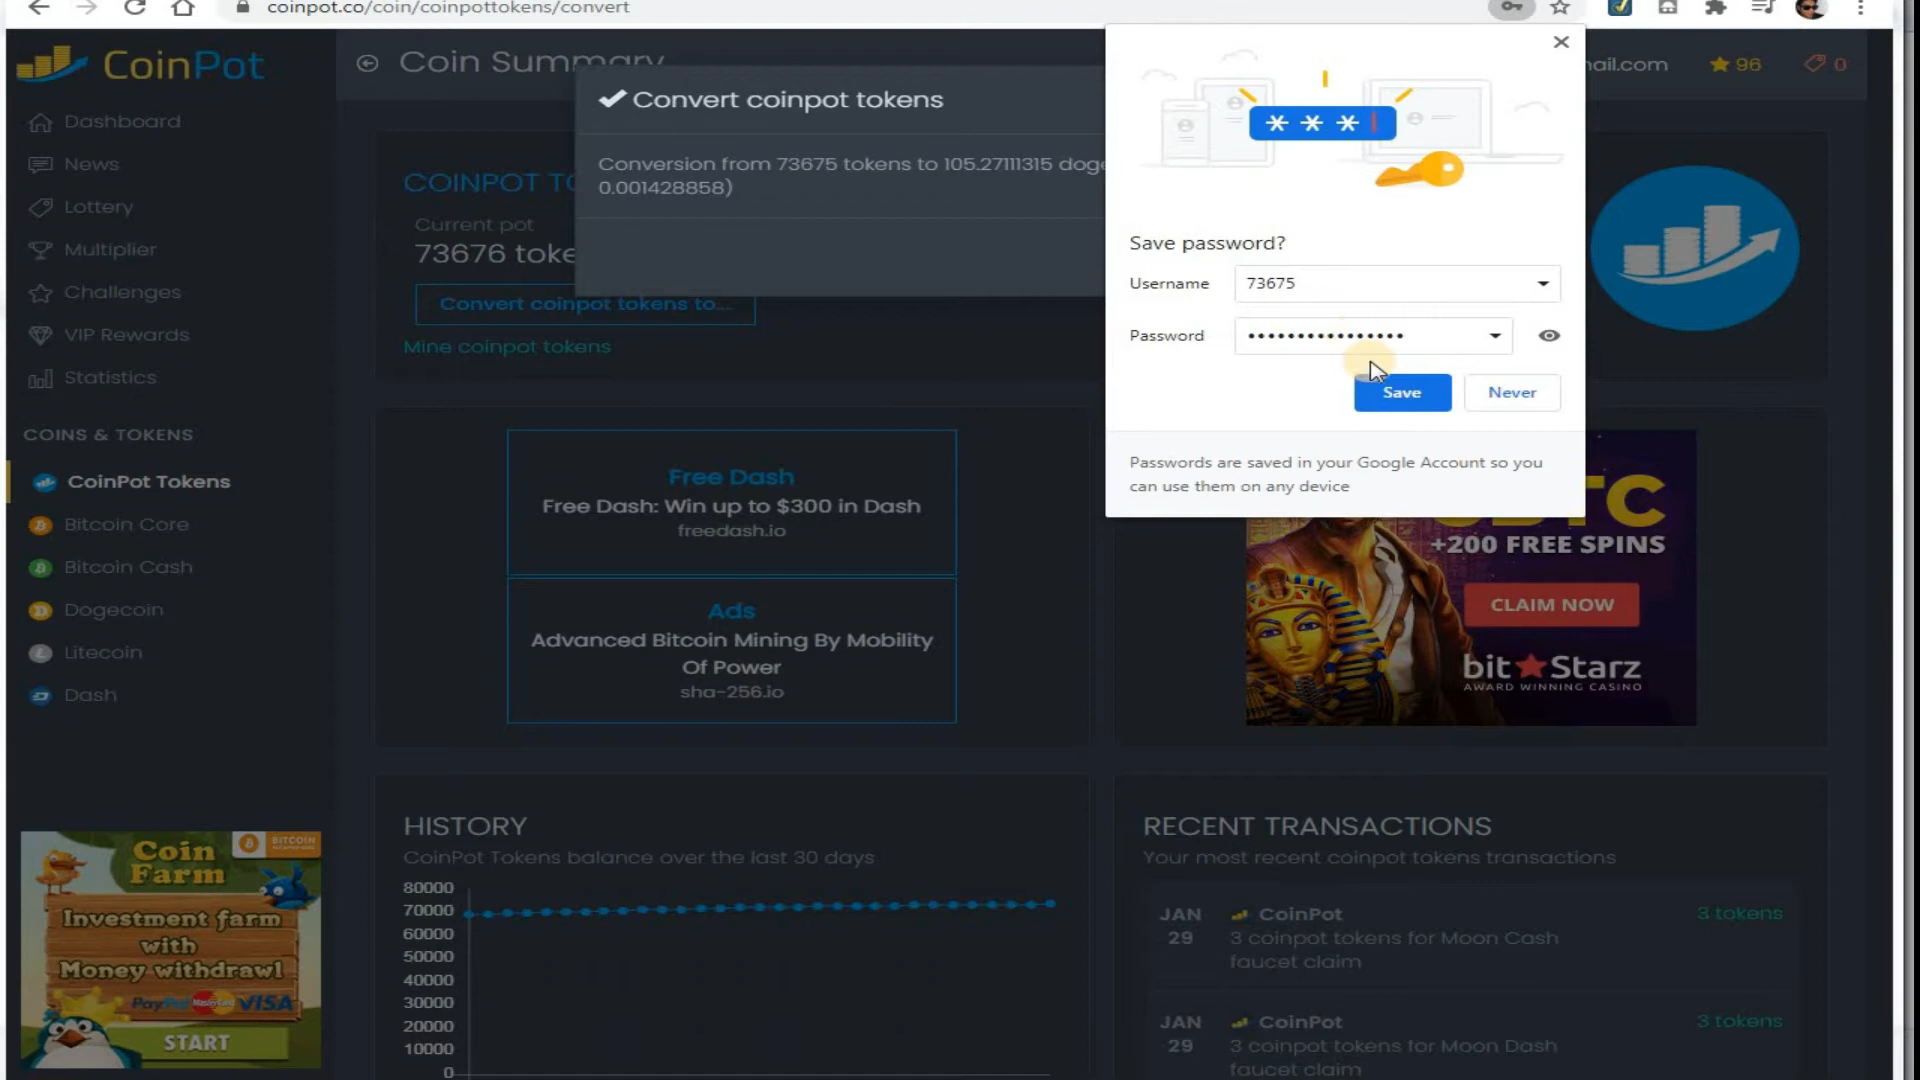 coinpot.co/coin/coinpottokens/convert
CoinPot
Coin Summary
ail.com
96
0
Dashboard
News
Lottery
Multiplier
Challenges
VIP Rewards
Statistics
COINS & TOKENS
CoinPot Tokens
Bitcoin Core
Bitcoin Cash
Dogecoin
Litecoin
Dash
Coin
Farm
BITCOIN
Investment farm
with
Money withdrawl
PayPal MasterCard VISA
START
COINPOT TO
Current pot
73676 toke
Convert coinpot tokens to...
Mine coinpot tokens
Convert coinpot tokens
Conversion from 73675 tokens to 105.27111315 doge
0.001428858)
* * *
Save password?
Username
73675
Password
••••••••••••••••
Save
Never
Passwords are saved in your Google Account so you
can use them on any device
Free Dash
Free Dash: Win up to $300 in Dash
freedash.io
Ads
Advanced Bitcoin Mining By Mobility
Of Power
sha-256.io
+200 FREE SPINS
CLAIM NOW
bit Starz
AWARD WINNING CASINO
HISTORY
CoinPot Tokens balance over the last 30 days
80000
70000
60000
50000
40000
30000
20000
10000
0
RECENT TRANSACTIONS
Your most recent coinpot tokens transactions
JAN
29
CoinPot
3 tokens
3 coinpot tokens for Moon Cash
faucet claim
JAN
29
CoinPot
3 tokens
3 coinpot tokens for Moon Dash
faucet claim